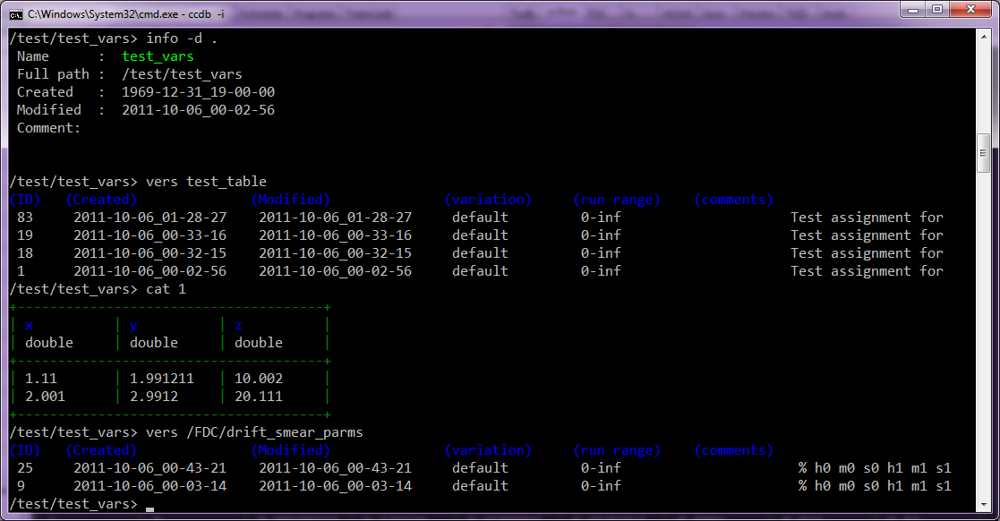 C:\Windows\System32\cmd.exe - ccdb -i
/test/test_vars> info -d .
Name      :  test_vars
Full path :  /test/test_vars
Created   :  1969-12-31_19-00-00
Modified  :  2011-10-06_00-02-56
Comment:
/test/test_vars> vers test_table
(ID)   (Created)              (Modified)              (variation)     (run range)    (comments)
83     2011-10-06_01-28-27    2011-10-06_01-28-27     default         0-inf                     Test assignment for
19     2011-10-06_00-33-16    2011-10-06_00-33-16     default         0-inf                     Test assignment for
18     2011-10-06_00-32-15    2011-10-06_00-32-15     default         0-inf                     Test assignment for
1      2011-10-06_00-02-56    2011-10-06_00-02-56     default         0-inf                     Test assignment for
/test/test_vars> cat 1
+--------------------------------------+
| x          | y          | z          |
| double     | double     | double     |
+--------------------------------------+
| 1.11       | 1.991211   | 10.002     |
| 2.001      | 2.9912     | 20.111     |
+--------------------------------------+
/test/test_vars> vers /FDC/drift_smear_parms
(ID)   (Created)              (Modified)              (variation)     (run range)    (comments)
25     2011-10-06_00-43-21    2011-10-06_00-43-21     default         0-inf                      % h0 m0 s0 h1 m1 s1
9      2011-10-06_00-03-14    2011-10-06_00-03-14     default         0-inf                      % h0 m0 s0 h1 m1 s1
/test/test_vars> _